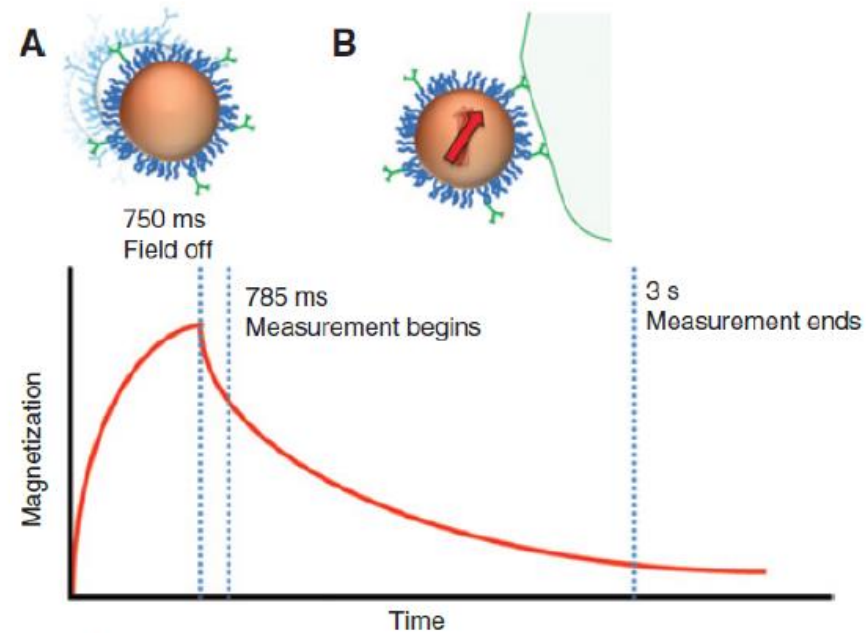 A
B
750 ms
Field off
785 ms
Measurement begins
3 s
Measurement ends
Magnetization
Time